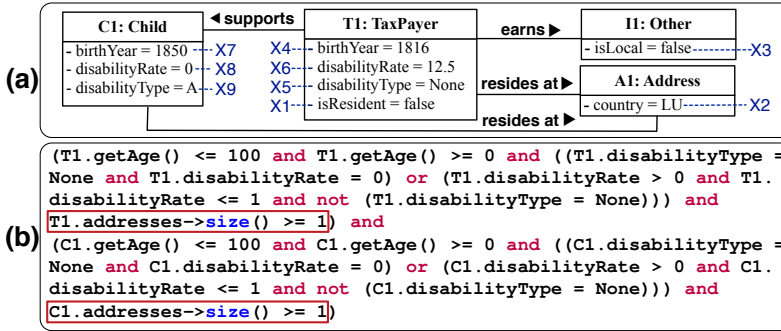 C1: Child
supports
T1: TaxPayer
earns
I1: Other
- birthYear = 1850
X7
X4
- birthYear = 1816
- isLocal = false
X3
- disabilityRate = 0
X8
X6
- disabilityRate = 12.5
(a)
- disabilityType = A
X9
X5
- disabilityType = None
resides at
A1: Address
X1
isResident = false
resides at
- country = LU
X2
(b)
(T1.getAge() <= 100 and T1.getAge() >= 0 and ((T1.disabilityType =
None and T1.disabilityRate = 0) or (T1.disabilityRate > 0 and T1.
disabilityRate <= 1 and not (T1.disabilityType = None))) and
T1.addresses->size() >= 1) and
(C1.getAge() <= 100 and C1.getAge() >= 0 and ((C1.disabilityType =
None and C1.disabilityRate = 0) or (C1.disabilityRate > 0 and C1.
disabilityRate <= 1 and not (C1.disabilityType = None))) and
C1.addresses->size() >= 1)